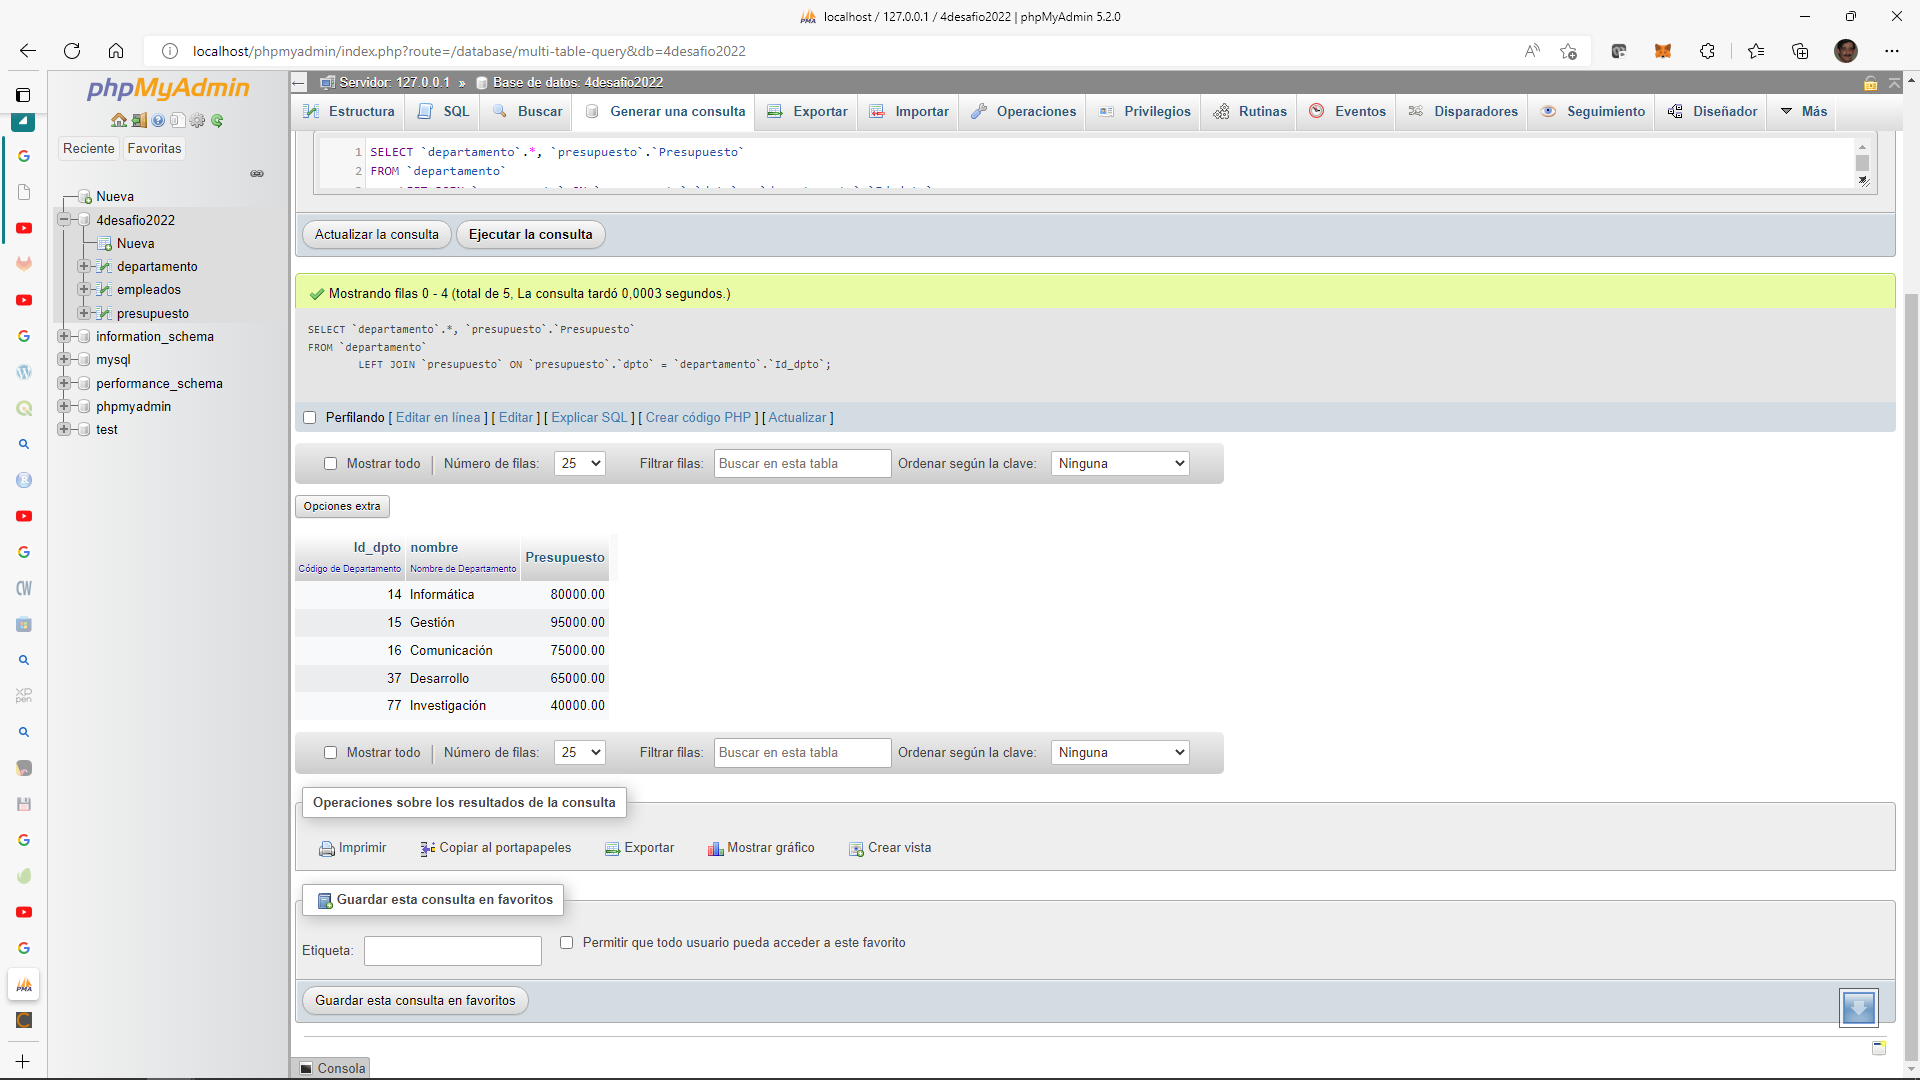 localhost / 127.0.0.1 / 4desafio2022 | phpMyAdmin 5.2.0
localhost/phpmyadmin/index.php?route=/database/multi-table-query&db=4desafio2022
phpMyAdmin
Reciente Favoritas
Nueva
4desafio2022
Nueva
departamento
empleados
presupuesto
information_schema
mysql
performance_schema
phpmyadmin
test
Servidor: 127.0.0.1 » Base de datos: 4desafio2022
Estructura SQL Buscar Generar una consulta Exportar Importar Operaciones Privilegios Rutinas Eventos Disparadores Seguimiento Diseñador Más
1 SELECT `departamento`.*, `presupuesto`.`Presupuesto`
2 FROM `departamento`
Actualizar la consulta Ejecutar la consulta
Mostrando filas 0 - 4 (total de 5, La consulta tardó 0,0003 segundos.)
SELECT `departamento`.*, `presupuesto`.`Presupuesto`
FROM `departamento`
LEFT JOIN `presupuesto` ON `presupuesto`.`dpto` = `departamento`.`Id_dpto`;
Perfilando [ Editar en línea ] [ Editar ] [ Explicar SQL ] [ Crear código PHP ] [ Actualizar ]
Mostrar todo Número de filas: 25 Filtrar filas: Buscar en esta tabla Ordenar según la clave: Ninguna
Opciones extra
Id_dpto nombre Presupuesto
Código de Departamento Nombre de Departamento
14 Informática 80000.00
15 Gestión 95000.00
16 Comunicación 75000.00
37 Desarrollo 65000.00
77 Investigación 40000.00
Mostrar todo Número de filas: 25 Filtrar filas: Buscar en esta tabla Ordenar según la clave: Ninguna
Operaciones sobre los resultados de la consulta
Imprimir Copiar al portapapeles Exportar Mostrar gráfico Crear vista
Guardar esta consulta en favoritos
Etiqueta: Permitir que todo usuario pueda acceder a este favorito
Guardar esta consulta en favoritos
Consola